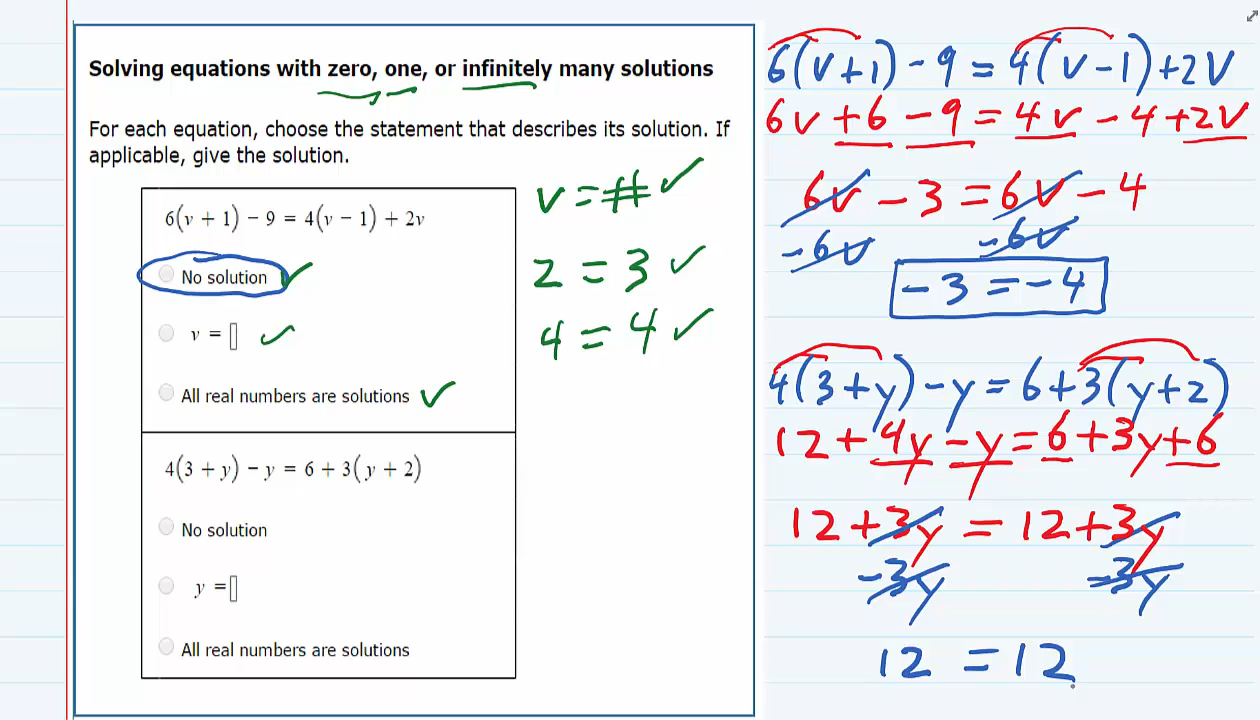 Solving equations with zero, one, or infinitely many solutions
For each equation, choose the statement that describes its solution. If
applicable, give the solution.
6(v + 1) − 9 = 4(v − 1) + 2v
No solution
v = []
All real numbers are solutions
4(3 + y) − y = 6 + 3(y + 2)
No solution
y = []
All real numbers are solutions
v = # ✓
2 = 3 ✓
4 = 4 ✓
6(v+1) - 9 = 4(v-1) + 2v
6v + 6 - 9 = 4v - 4 + 2v
6v - 3 = 6v - 4
-6v -6v
-3 = -4
4(3+y) - y = 6 + 3(y+2)
12 + 4y - y = 6 + 3y + 6
12 + 3y = 12 + 3y
-3y -3y
12 = 12